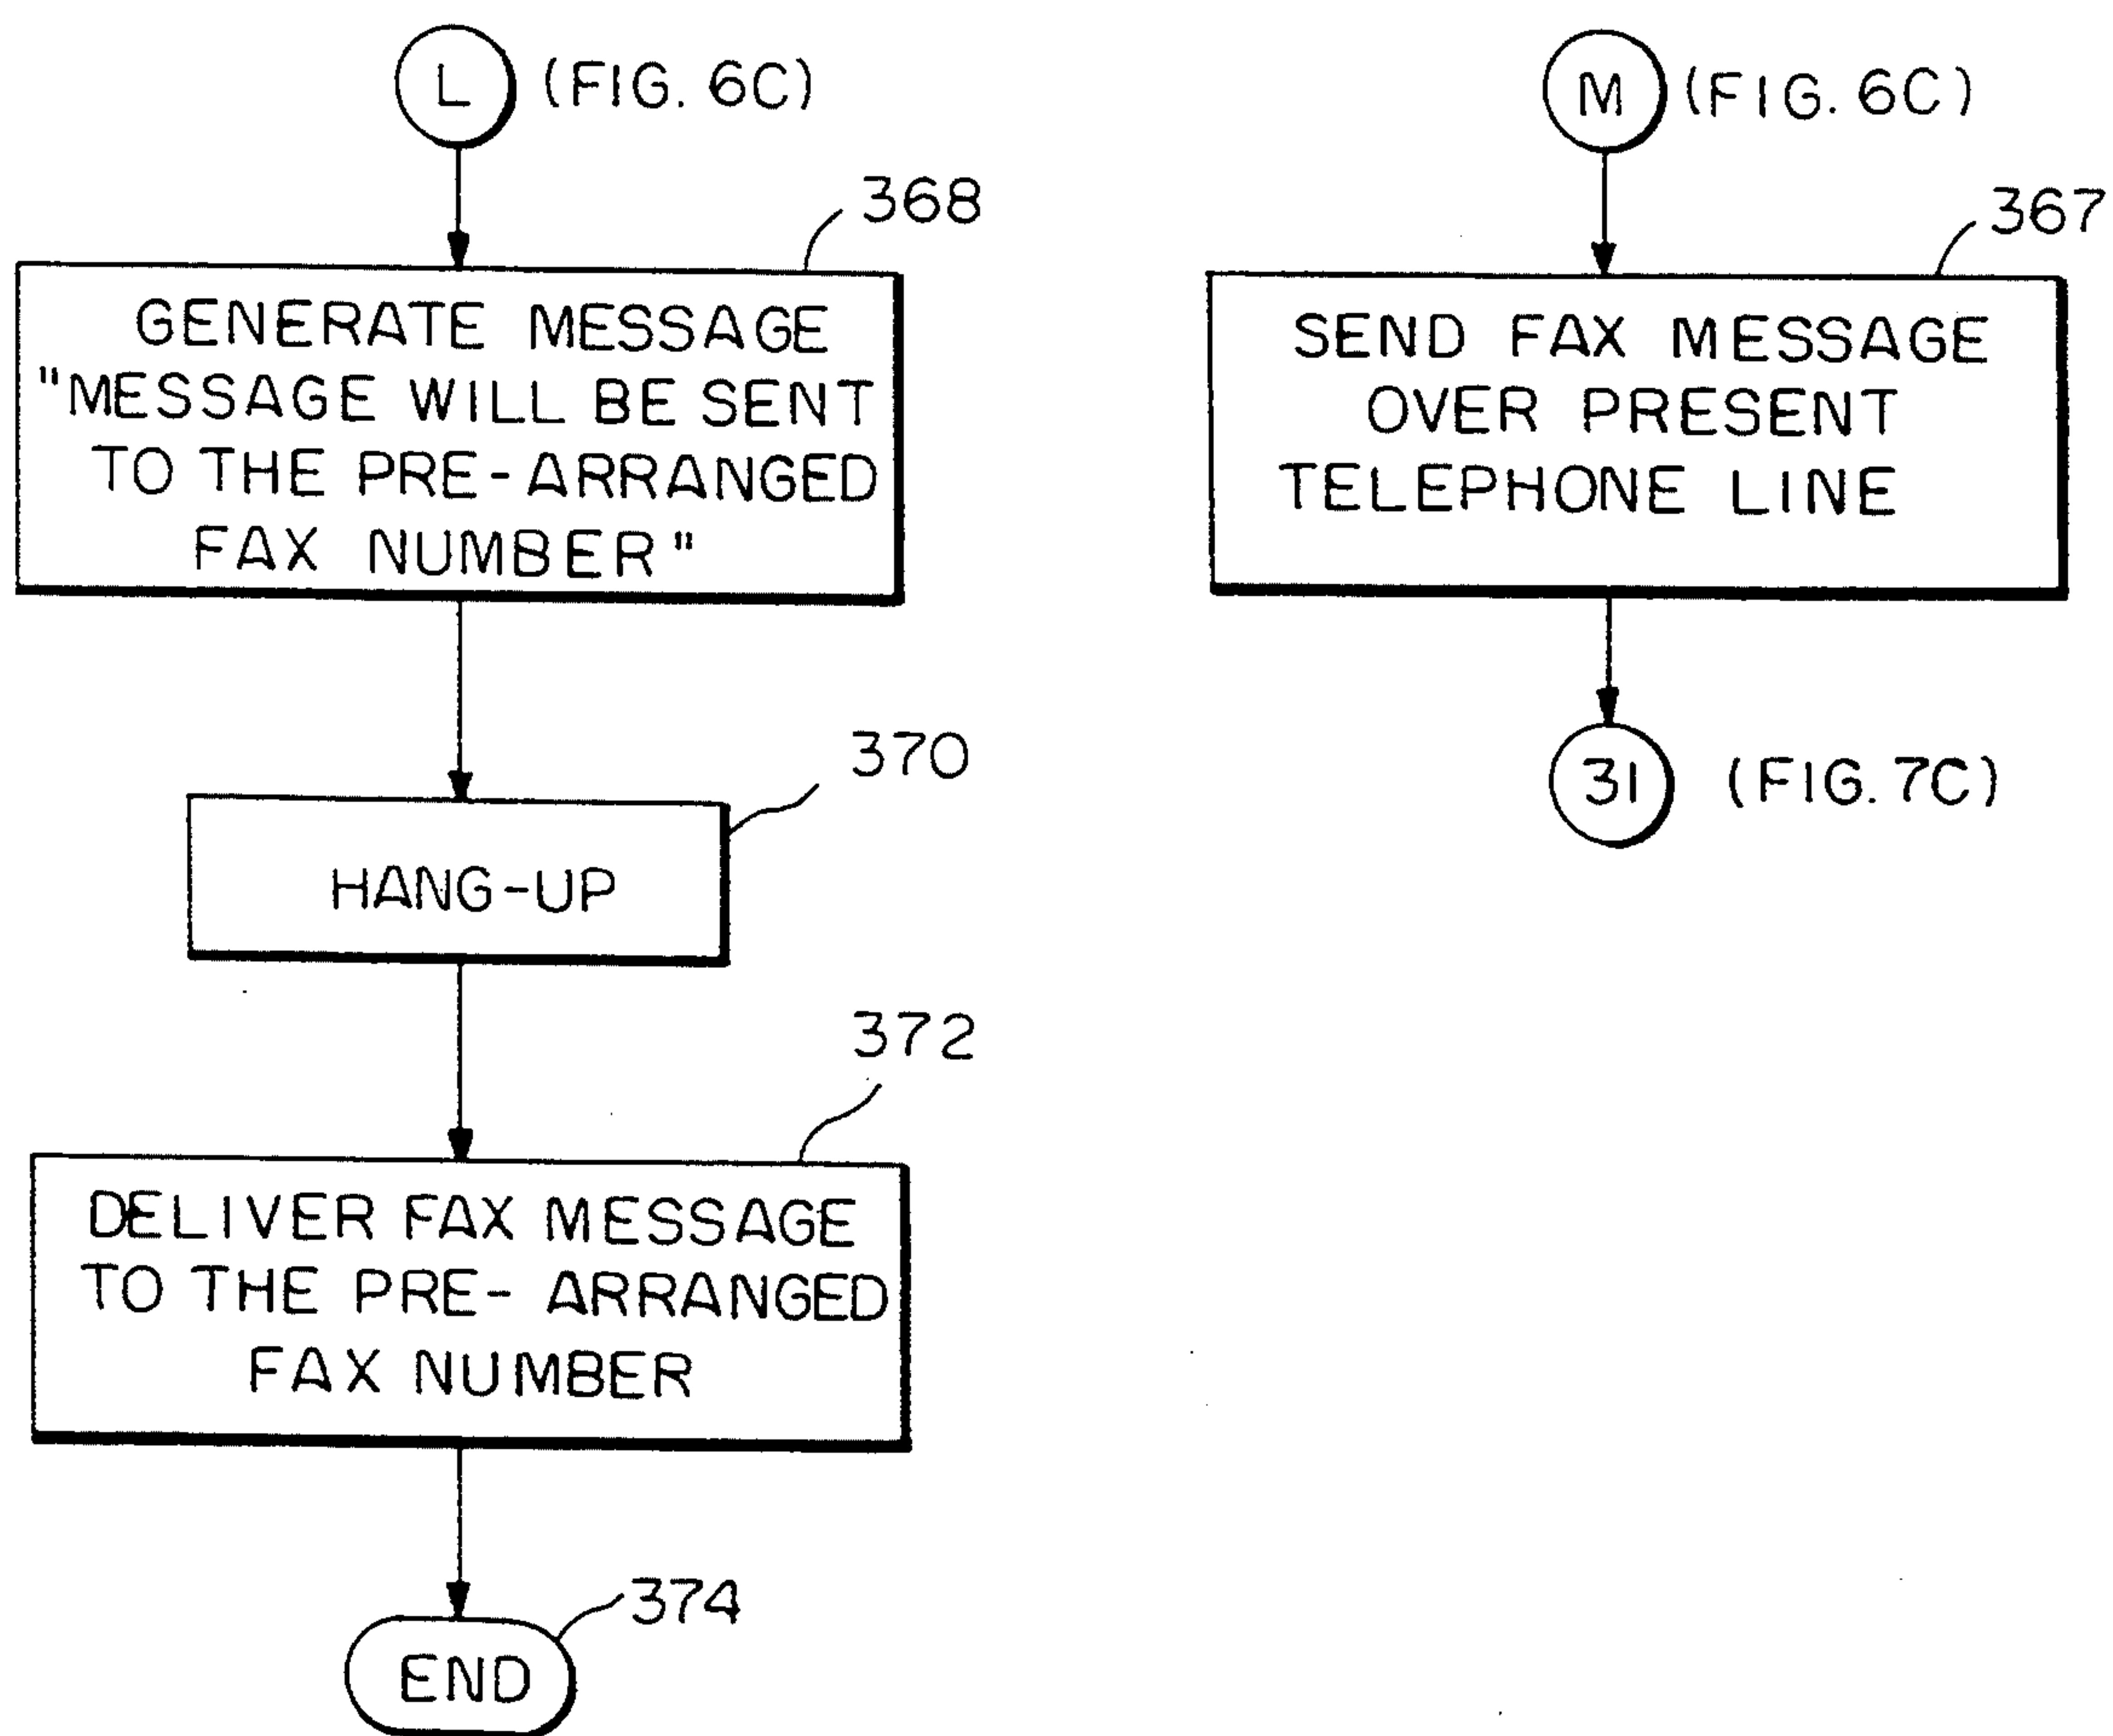 L (FIG. 6C)
368
GENERATE MESSAGE
"MESSAGE WILL BE SENT
TO THE PRE-ARRANGED
FAX NUMBER"
370
HANG-UP
372
DELIVER FAX MESSAGE
TO THE PRE- ARRANGED
FAX NUMBER
374
END
M (FIG. 6C)
367
SEND FAX MESSAGE
OVER PRESENT
TELEPHONE LINE
31 (FIG. 7C)